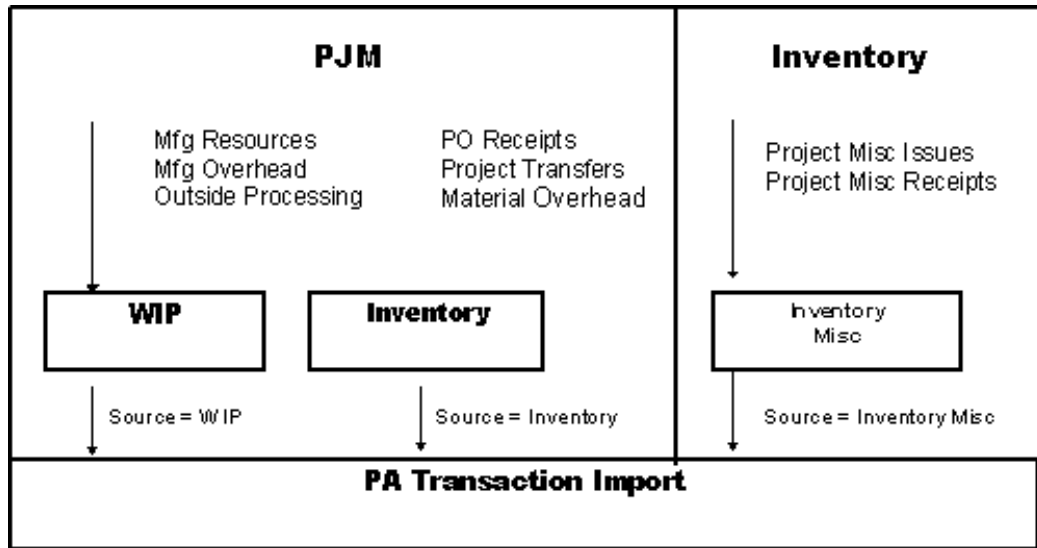 PJM
Inventory
Mfg Resources
Mfg Overhead
Outside Processing
PO Receipts
Project Transfers
Material Overhead
Project Misc Issues
Project Misc Receipts
WIP
Inventory
Inventory
Misc
Source = WIP
Source = Inventory
Source = Inventory Misc
PA Transaction Import